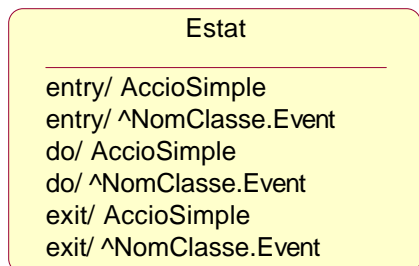 Estat
entry/ AccioSimple
entry/ ^NomClasse.Event
do/ AccioSimple
do/ ^NomClasse.Event
exit/ AccioSimple
exit/ ^NomClasse.Event